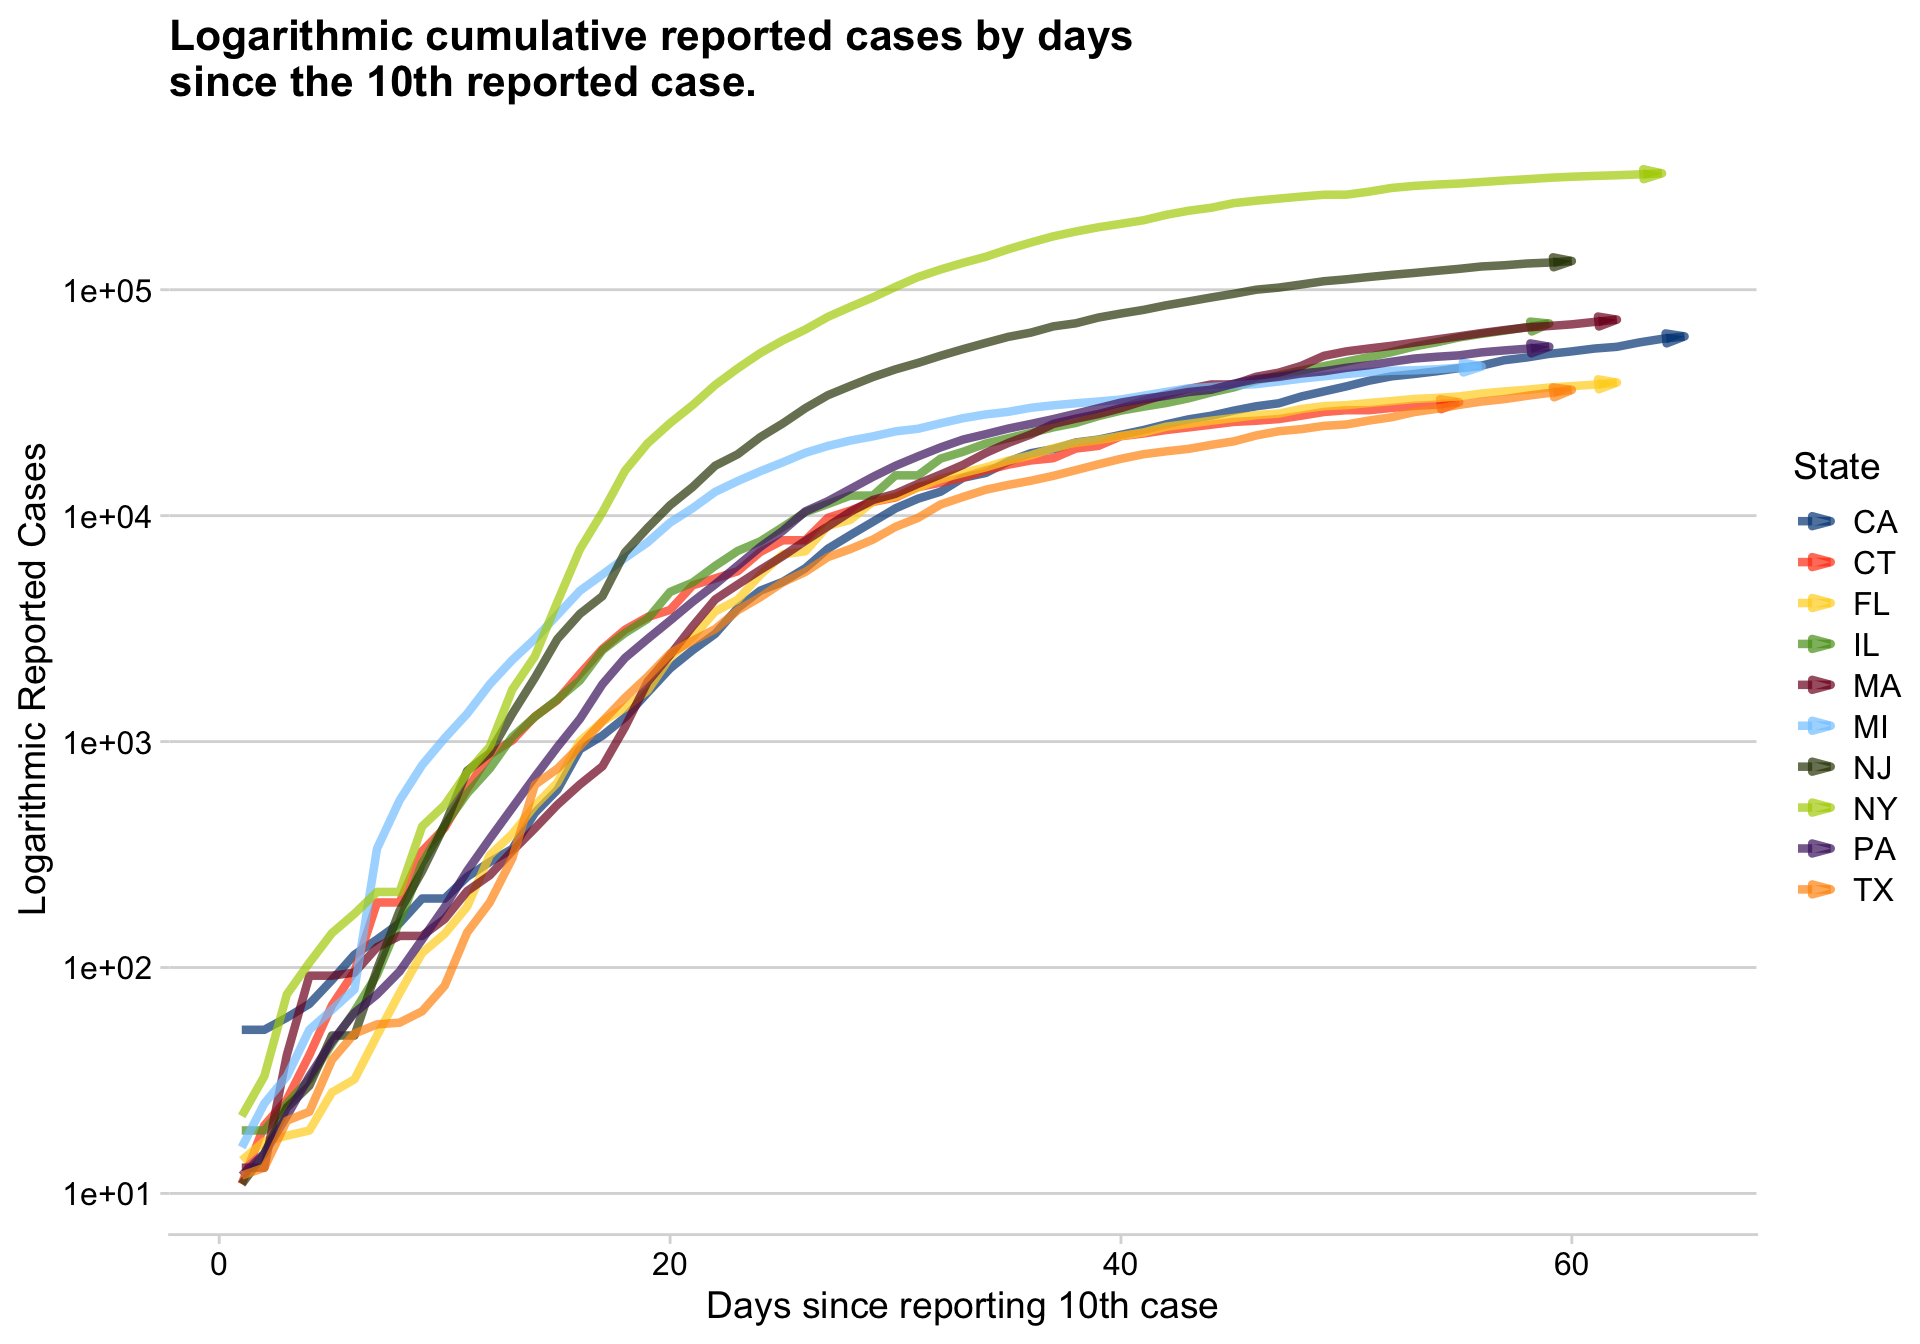 Logarithmic cumulative reported cases by days
since the 10th reported case.
Logarithmic Reported Cases
1e+05
1e+04
1e+03
1e+02
1e+01
0
20
40
60
Days since reporting 10th case
State
CA
CT
FL
IL
MA
MI
NJ
NY
PA
TX